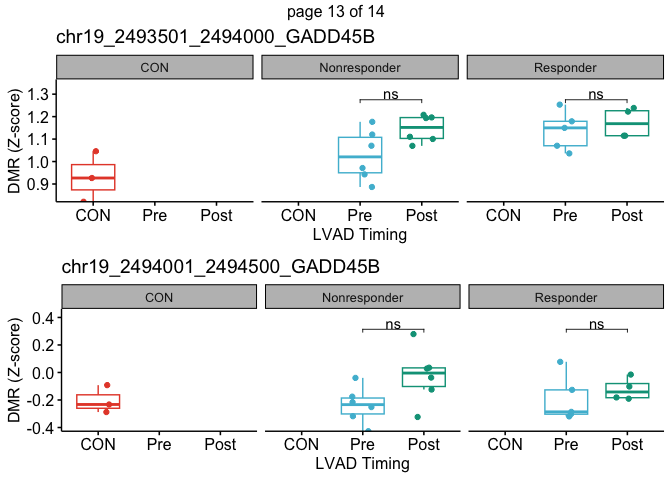 page 13 of 14
chr19_2493501_2494000_GADD45B
CON Nonresponder Responder
DMR (Z-score)
1.3
1.2
1.1
1.0
0.9
ns ns
CON Pre Post CON Pre Post CON Pre Post
LVAD Timing
chr19_2494001_2494500_GADD45B
CON Nonresponder Responder
DMR (Z-score)
0.4
0.2
0.0
-0.2
-0.4
ns ns
CON Pre Post CON Pre Post CON Pre Post
LVAD Timing